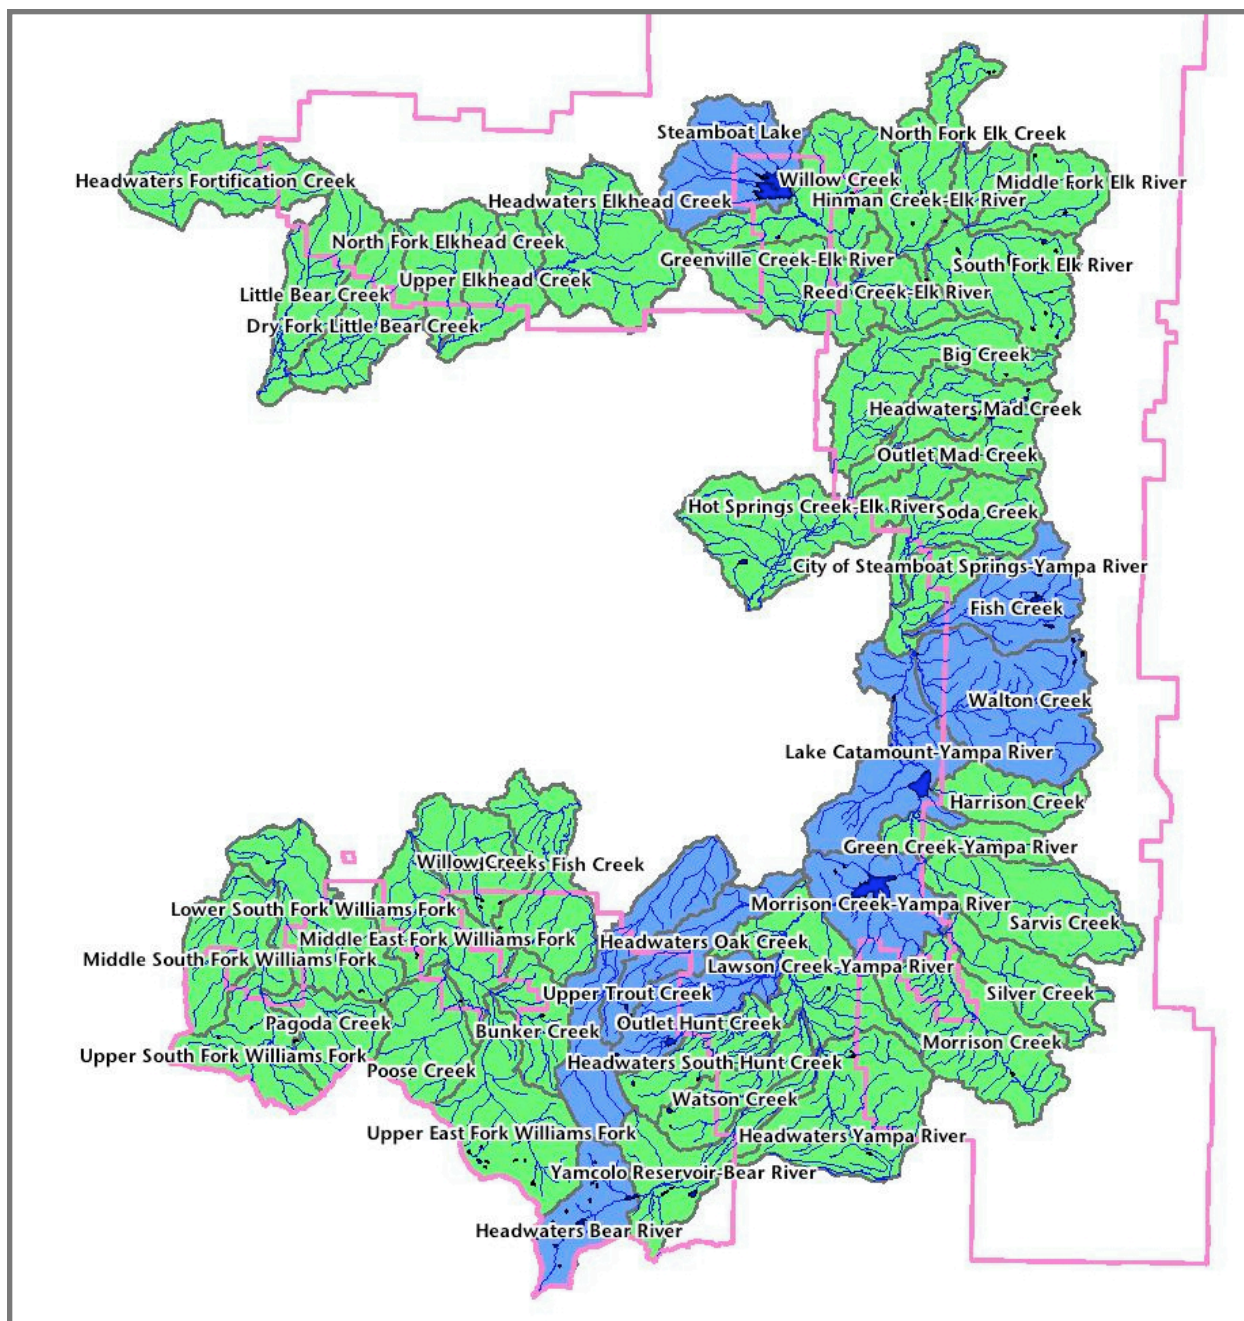 Steamboat Lake
North Fork Elk Creek
Headwaters Fortification Creek
Willow Creek
Middle Fork Elk River
Headwaters Elkhead Creek
Hinman Creek-Elk River
North Fork Elkhead Creek
Greenville Creek-Elk River
South Fork Elk River
Upper Elkhead Creek
Little Bear Creek
Reed Creek-Elk River
Dry Fork Little Bear Creek
Big Creek
Headwaters Mad Creek
Outlet Mad Creek
Hot Springs Creek-Elk River
Soda Creek
City of Steamboat Springs-Yampa River
Fish Creek
Walton Creek
Lake Catamount-Yampa River
Harrison Creek
Green Creek-Yampa River
Willow Creek
Fish Creek
Morrison Creek-Yampa River
Lower South Fork Williams Fork
Sarvis Creek
Middle East Fork Williams Fork
Headwaters Oak Creek
Middle South Fork Williams Fork
Lawson Creek-Yampa River
Upper Trout Creek
Silver Creek
Pagoda Creek
Bunker Creek
Outlet Hunt Creek
Morrison Creek
Upper South Fork Williams Fork
Poose Creek
Headwaters South Hunt Creek
Watson Creek
Upper East Fork Williams Fork
Headwaters Yampa River
Yamcolo Reservoir-Bear River
Headwaters Bear River